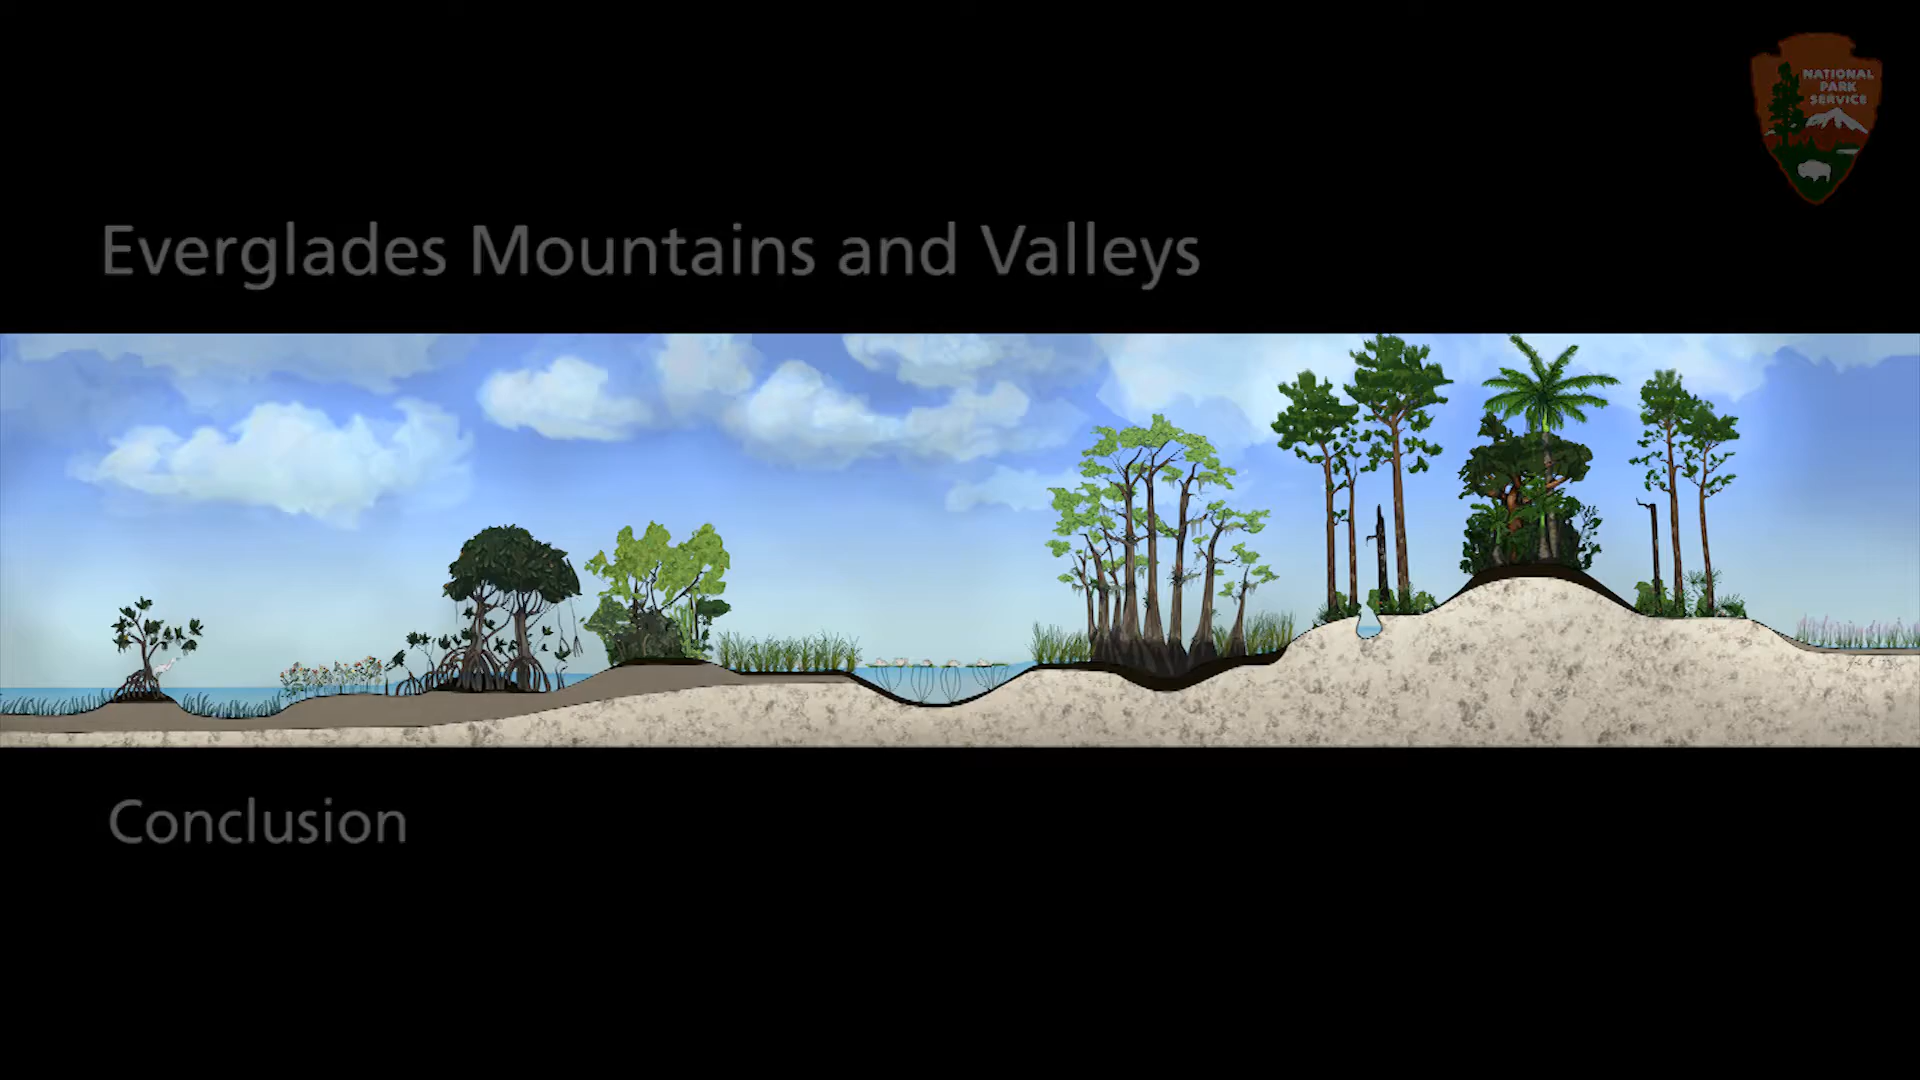 NATIONAL
PARK
SERVICE
Everglades Mountains and Valleys
Conclusion